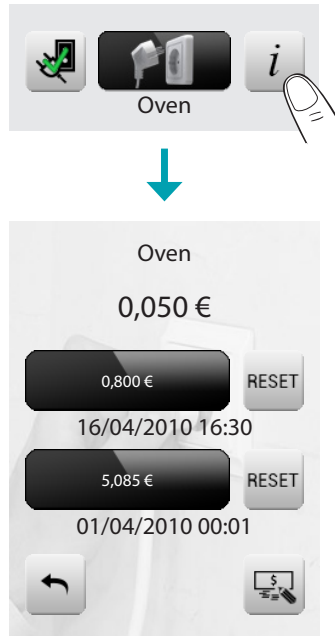 i
Oven
Oven
0,050 €
0,800 €
RESET
16/04/2010 16:30
5,085 €
RESET
01/04/2010 00:01
$